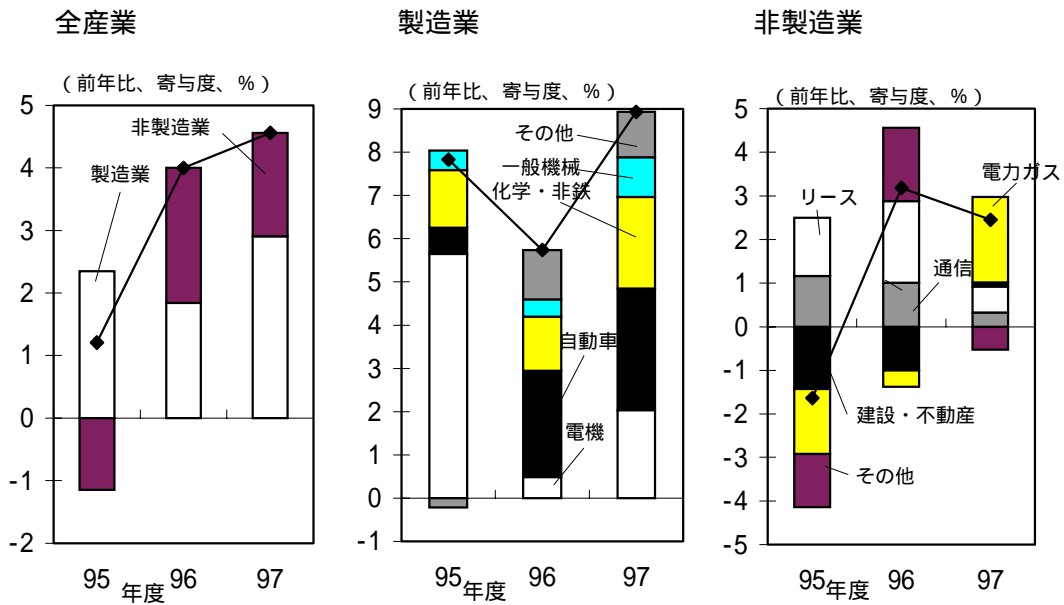 全産業
(前年比、寄与度、%)
5
4
3
2
1
0
-1
-2
非製造業
製造業
95
96
97
年度
製造業
(前年比、寄与度、%)
9
8
7
6
5
4
3
2
1
0
-1
その他
一般機械
化学・非鉄
自動車
電機
95
96
97
年度
非製造業
(前年比、寄与度、%)
5
4
3
2
1
0
-1
-2
-3
-4
-5
電力ガス
リース
通信
建設・不動産
その他
95
96
97
年度